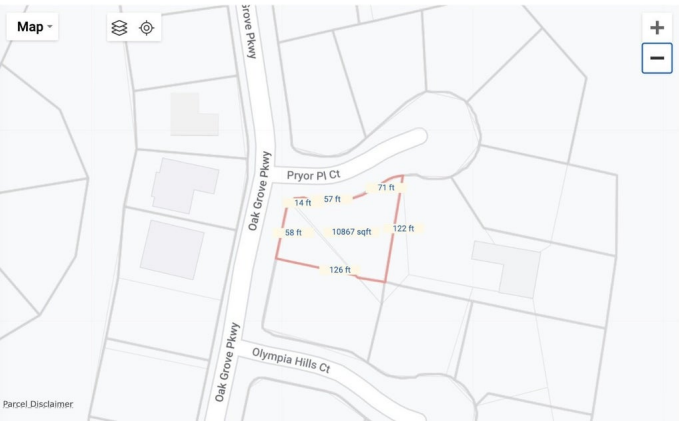 Map
Grove Pkwy
Pryor Pl Ct
Oak Grove Pkwy
71 ft
57 ft
14 ft
58 ft
10867 sqft
122 ft
126 ft
Oak Grove Pkwy
Olympia Hills Ct
Parcel Disclaimer